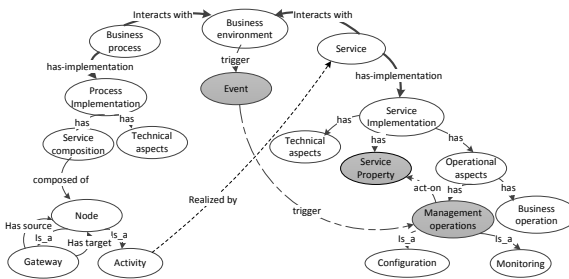 Interacts with
Business
environment
Interacts with
Business
process
Service
trigger
has-implementation
has-implementation
Event
Process
Implementation
Service
Implementation
has
has
has
has
has
Service
composition
Technical
aspects
Technical
aspects
Service
Property
Operational
aspects
composed of
act-on
has
has
Realized by
trigger
Node
Management
operations
Business
operation
Has source
Is_a
Has target
Is_a
Is_a
Is_a
Gateway
Activity
Configuration
Monitoring